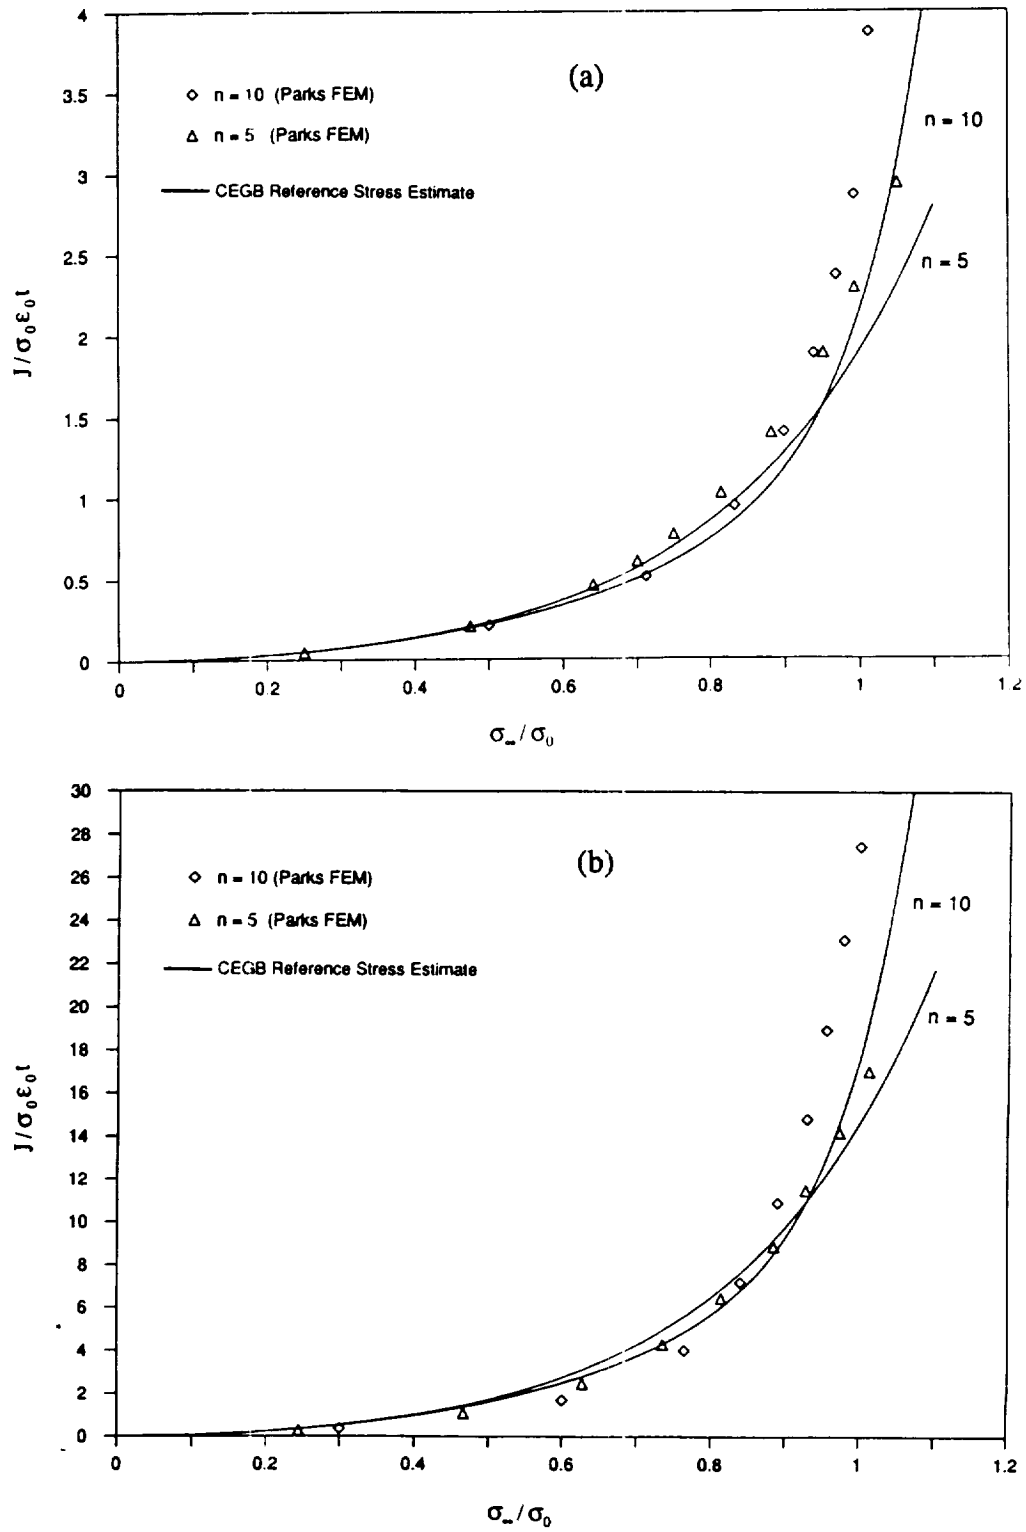 4
(a)
3.5
◇ n = 10 (Parks FEM)
△ n = 5 (Parks FEM)
n = 10
3
CEGB Reference Stress Estimate
2.5
n = 5
J/σ₀ε₀t
2
1.5
1
0.5
0
0 0.2 0.4 0.6 0.8 1 1.2
σ∞/σ₀
30
28
(b)
26
◇ n = 10 (Parks FEM)
24
△ n = 5 (Parks FEM)
n = 10
22
CEGB Reference Stress Estimate
20
n = 5
18
16
J/σ₀ε₀t
14
12
10
8
6
4
2
0
0 0.2 0.4 0.6 0.8 1 1.2
σ∞/σ₀